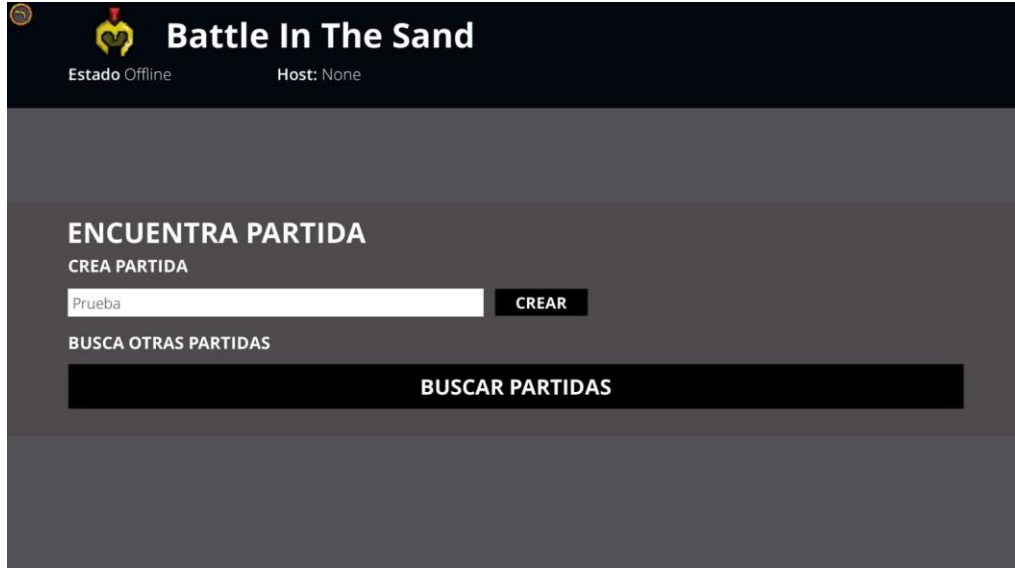 Battle In The Sand
Estado Offline Host: None
ENCUENTRA PARTIDA
CREA PARTIDA
Prueba CREAR
BUSCA OTRAS PARTIDAS
BUSCAR PARTIDAS